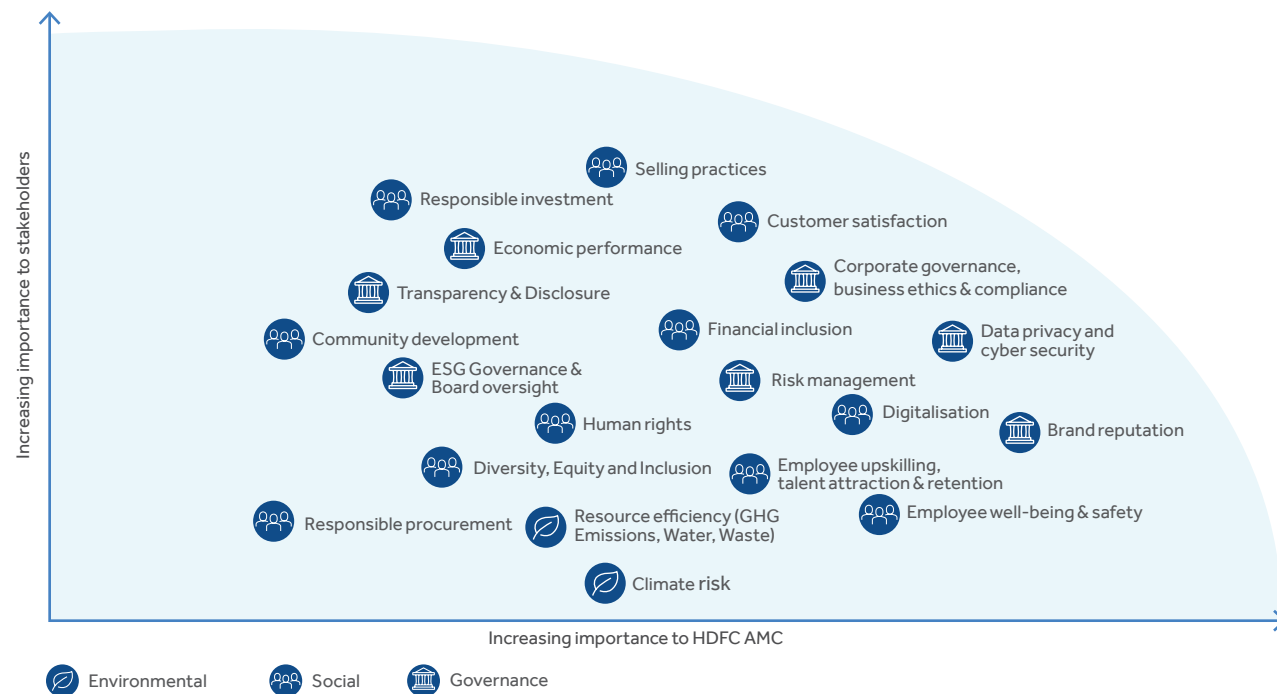 Increasing importance to stakeholders
Selling practices
Responsible investment
Customer satisfaction
Economic performance
Corporate governance,
business ethics & compliance
Transparency & Disclosure
Financial inclusion
Data privacy and
cyber security
Community development
ESG Governance &
Board oversight
Risk management
Digitalisation
Human rights
Brand reputation
Diversity, Equity and Inclusion
Employee upskilling,
talent attraction & retention
Responsible procurement
Resource efficiency (GHG
Emissions, Water, Waste)
Employee well-being & safety
Climate risk
Increasing importance to HDFC AMC
Environmental
Social
Governance